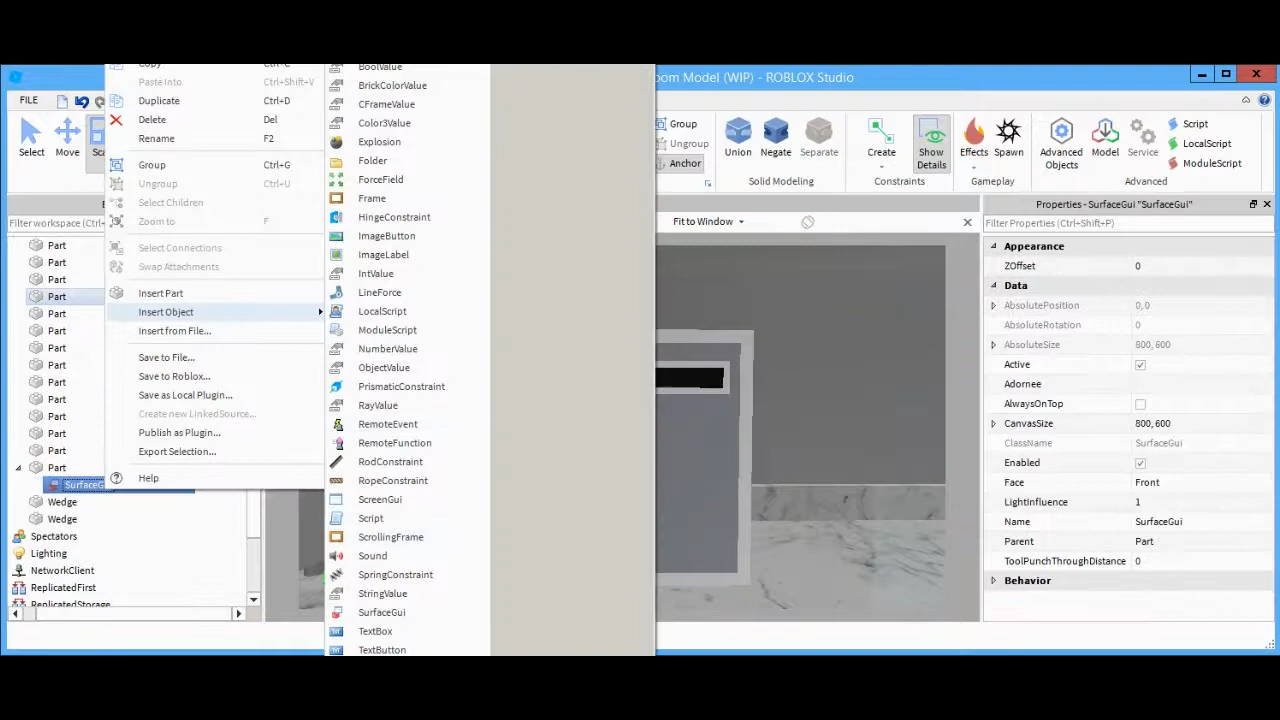 oom Model (WIP) - ROBLOX Studio
FILE
Select
Move
Group
Ungroup
Anchor
Union
Negate
Separate
Solid Modeling
Create
Show Details
Constraints
Effects
Spawn
Gameplay
Advanced Objects
Model
Service
Script
LocalScript
ModuleScript
Advanced
Filter workspace (Ctrl+
Part
Part
Part
Part
Part
Part
Part
Part
Part
Part
Part
Part
Part
Part
SurfaceG
Wedge
Wedge
Spectators
Lighting
NetworkClient
ReplicatedFirst
ReplicatedStorage
Copy Ctrl+C
Paste Into Ctrl+Shift+V
Duplicate Ctrl+D
Delete Del
Rename F2
Group Ctrl+G
Ungroup Ctrl+U
Select Children
Zoom to F
Select Connections
Swap Attachments
Insert Part
Insert Object
Insert from File...
Save to File...
Save to Roblox...
Save as Local Plugin...
Create new LinkedSource...
Publish as Plugin...
Export Selection...
Help
BoolValue
BrickColorValue
CFrameValue
Color3Value
Explosion
Folder
ForceField
Frame
HingeConstraint
ImageButton
ImageLabel
IntValue
LineForce
LocalScript
ModuleScript
NumberValue
ObjectValue
PrismaticConstraint
RayValue
RemoteEvent
RemoteFunction
RodConstraint
RopeConstraint
ScreenGui
Script
ScrollingFrame
Sound
SpringConstraint
StringValue
SurfaceGui
TextBox
TextButton
Fit to Window
Properties - SurfaceGui "SurfaceGui"
Filter Properties (Ctrl+Shift+P)
Appearance
ZOffset 0
Data
AbsolutePosition 0, 0
AbsoluteRotation 0
AbsoluteSize 800, 600
Active
Adornee
AlwaysOnTop
CanvasSize 800, 600
ClassName SurfaceGui
Enabled
Face Front
LightInfluence 1
Name SurfaceGui
Parent Part
ToolPunchThroughDistance 0
Behavior